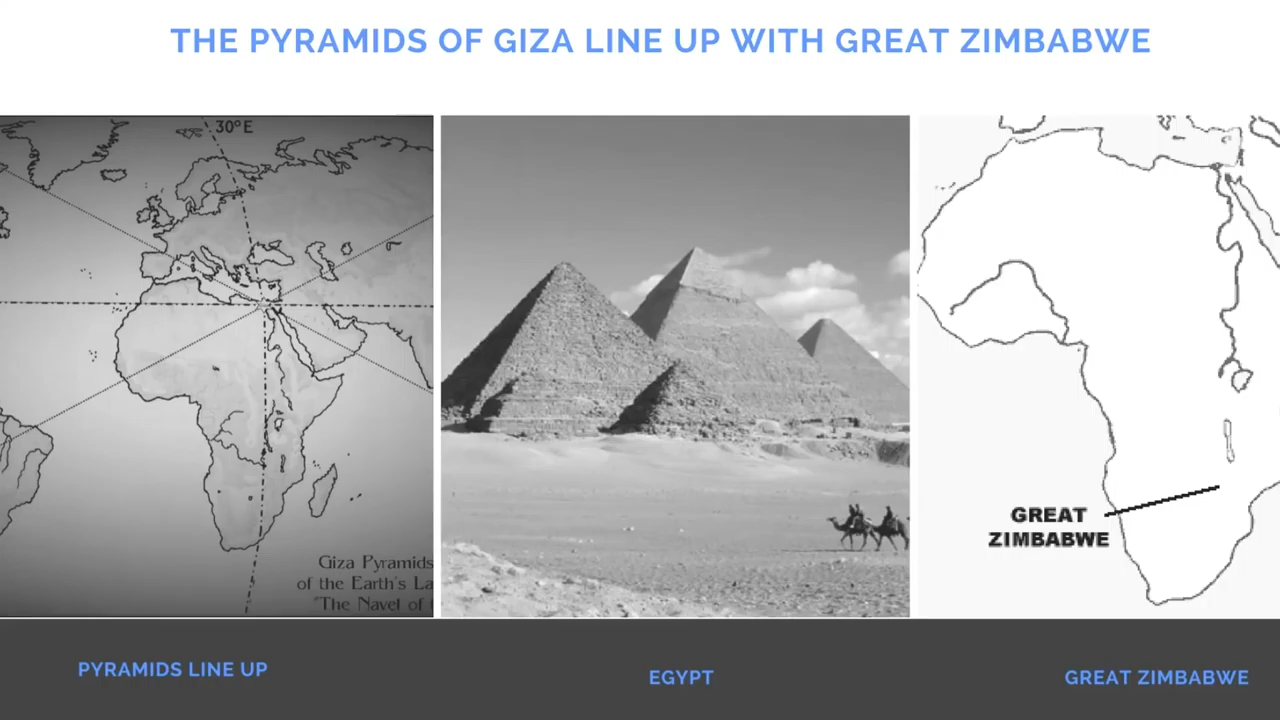 THE PYRAMIDS OF GIZA LINE UP WITH GREAT ZIMBABWE
30°E
Giza Pyramids
of the Earth's La
"The Navel of t
GREAT
ZIMBABWE
PYRAMIDS LINE UP
EGYPT
GREAT ZIMBABWE